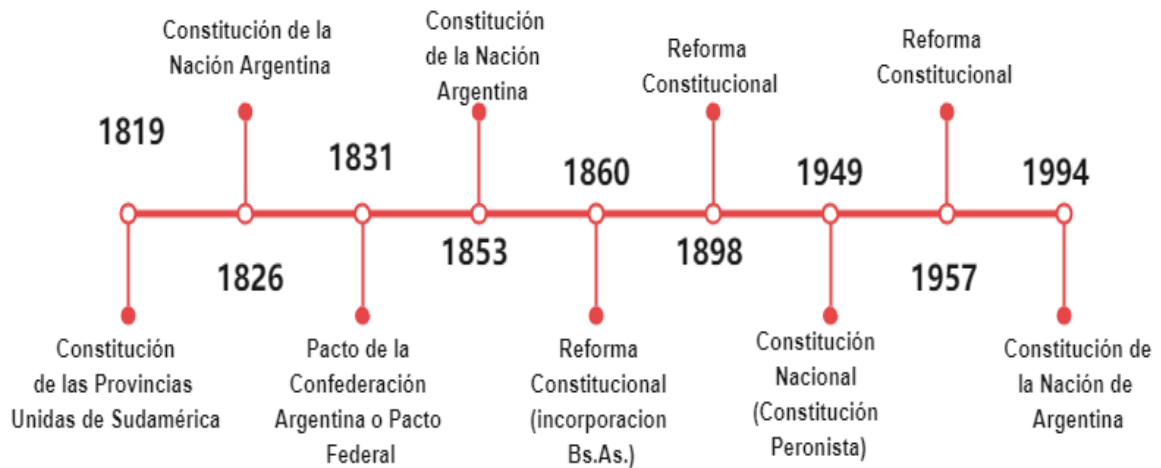 1819
Constitución
de las Provincias
Unidas de Sudamérica
Constitución de la
Nación Argentina
1826
1831
Pacto de la
Confederación
Argentina o Pacto
Federal
Constitución
de la Nación
Argentina
1853
1860
Reforma
Constitucional
(incorporacion
Bs.As.)
Reforma
Constitucional
1898
1949
Constitución
Nacional
(Constitución
Peronista)
Reforma
Constitucional
1957
1994
Constitución de
la Nación de
Argentina